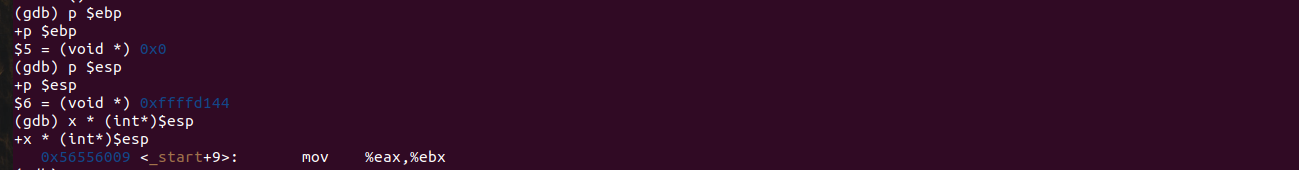 (gdb) p $ebp
+p $ebp
$5 = (void *) 0x0
(gdb) p $esp
+p $esp
$6 = (void *) 0xffffd144
(gdb) x * (int*)$esp
+x * (int*)$esp
   0x56556009 <_start+9>:	mov    %eax,%ebx